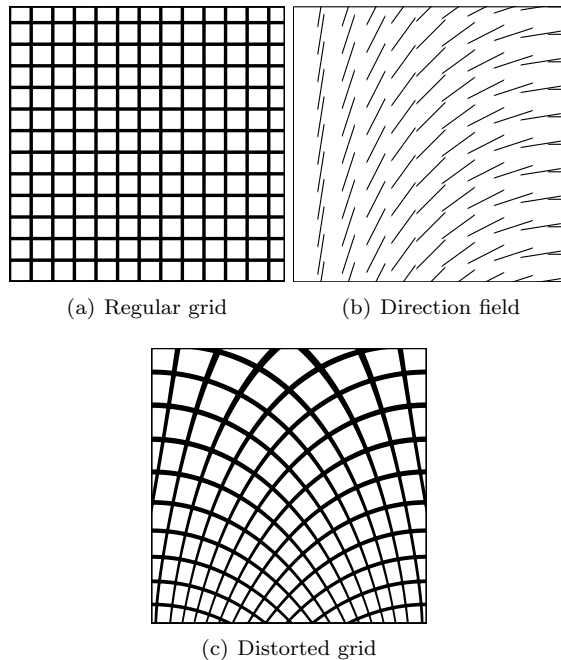 (a) Regular grid
(b) Direction field
(c) Distorted grid